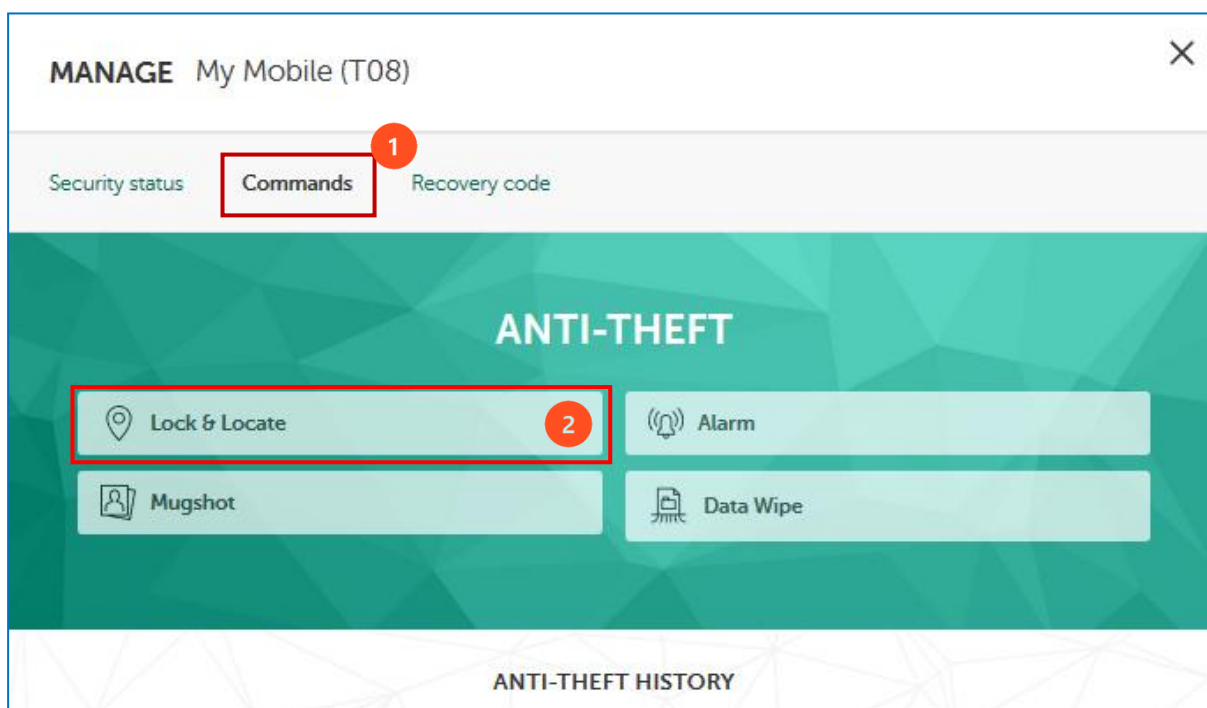 MANAGE My Mobile (T08)
1
Security status Commands Recovery code
ANTI-THEFT
Lock & Locate 2 Alarm
Mugshot Data Wipe
ANTI-THEFT HISTORY